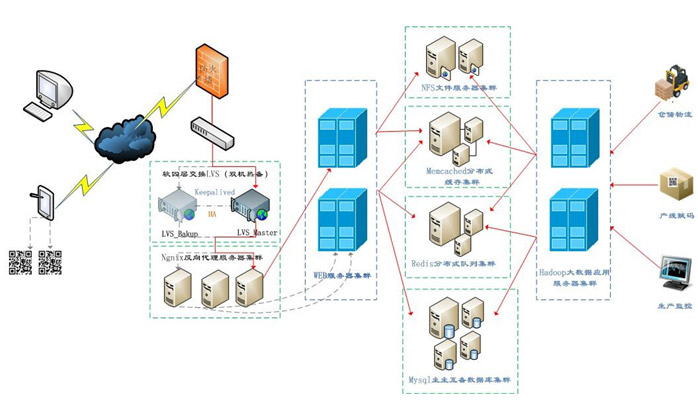 防火墙
软四层交换LVS（双机热备）
Keepalived
HA
LVS_Bakup
LVS_Master
Ngnix反向代理服务器集群
WEB服务器集群
NFS文件服务器集群
Memcached分布式
缓存集群
Redis分布式队列集群
Mysql主主互备数据库集群
Hadoop大数据应用
服务器集群
仓储物流
产线赋码
生产监控